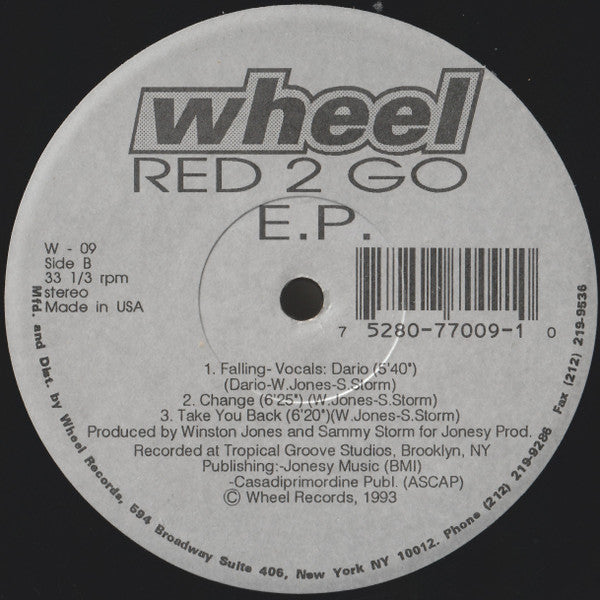 wheel
RED 2 GO
E.P.
W - 09
Side B
33 1/3 rpm
stereo
Made in USA
7 5280-77009-1 0
1. Falling- Vocals: Dario (5'40")
(Dario-W.Jones-S.Storm)
2. Change (6'25") (W.Jones-S.Storm)
3. Take You Back (6'20")(W.Jones-S.Storm)
Produced by Winston Jones and Sammy Storm for Jonesy Prod.
Recorded at Tropical Groove Studios, Brooklyn, NY
Publishing:-Jonesy Music (BMI)
-Casadiprimordine Publ. (ASCAP)
© Wheel Records, 1993
Mfd. and Dist. by Wheel Records, 594 Broadway Suite 406, New York NY 10012. Phone (212) 219-9286 Fax (212) 219-9536